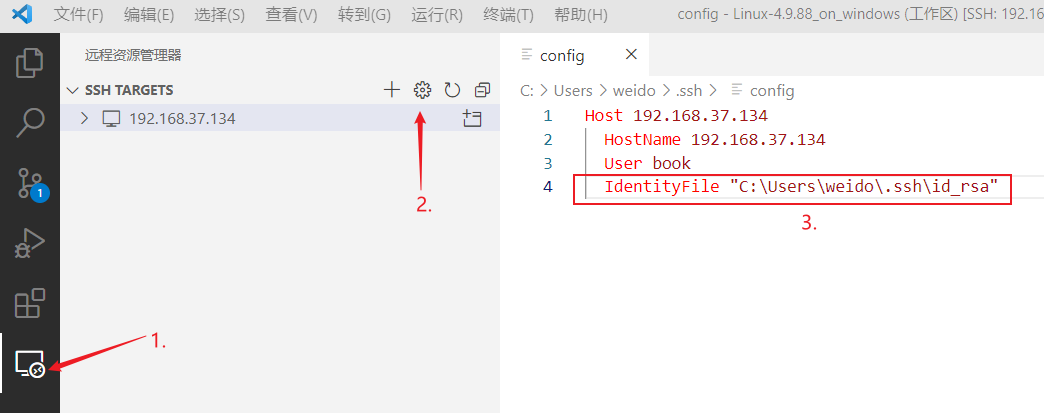 文件(F) 编辑(E) 选择(S) 查看(V) 转到(G) 运行(R) 终端(T) 帮助(H) config - Linux-4.9.88_on_windows (工作区) [SSH: 192.16
远程资源管理器
config
SSH TARGETS
C: > Users > weido > .ssh > config
192.168.37.134
1 Host 192.168.37.134
2 HostName 192.168.37.134
3 User book
4 IdentityFile "C:\Users\weido\.ssh\id_rsa"
1
2.
3.
1.